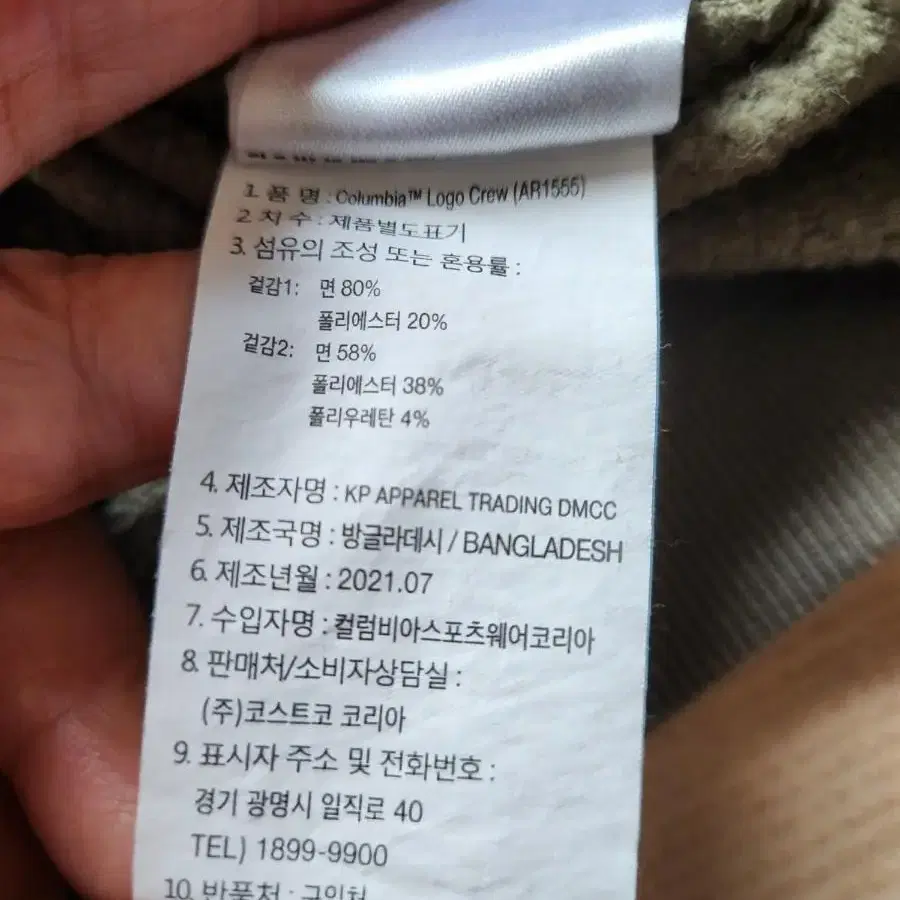 1. 품 명 : Columbia™ Logo Crew (AR1555)
2 치 수 : 제품별도표기
3. 섬유의 조성 또는 혼용률 :
겉감1: 면 80%
폴리에스터 20%
겉감2: 면 58%
폴리에스터 38%
폴리우레탄 4%
4. 제조자명 : KP APPAREL TRADING DMCC
5. 제조국명 : 방글라데시 / BANGLADESH
6. 제조년월 : 2021.07
7. 수입자명 : 컬럼비아스포츠웨어코리아
8. 판매처/소비자상담실 :
(주)코스트코 코리아
9. 표시자 주소 및 전화번호 :
경기 광명시 일직로 40
TEL) 1899-9900
10. 반품처 : 구입처